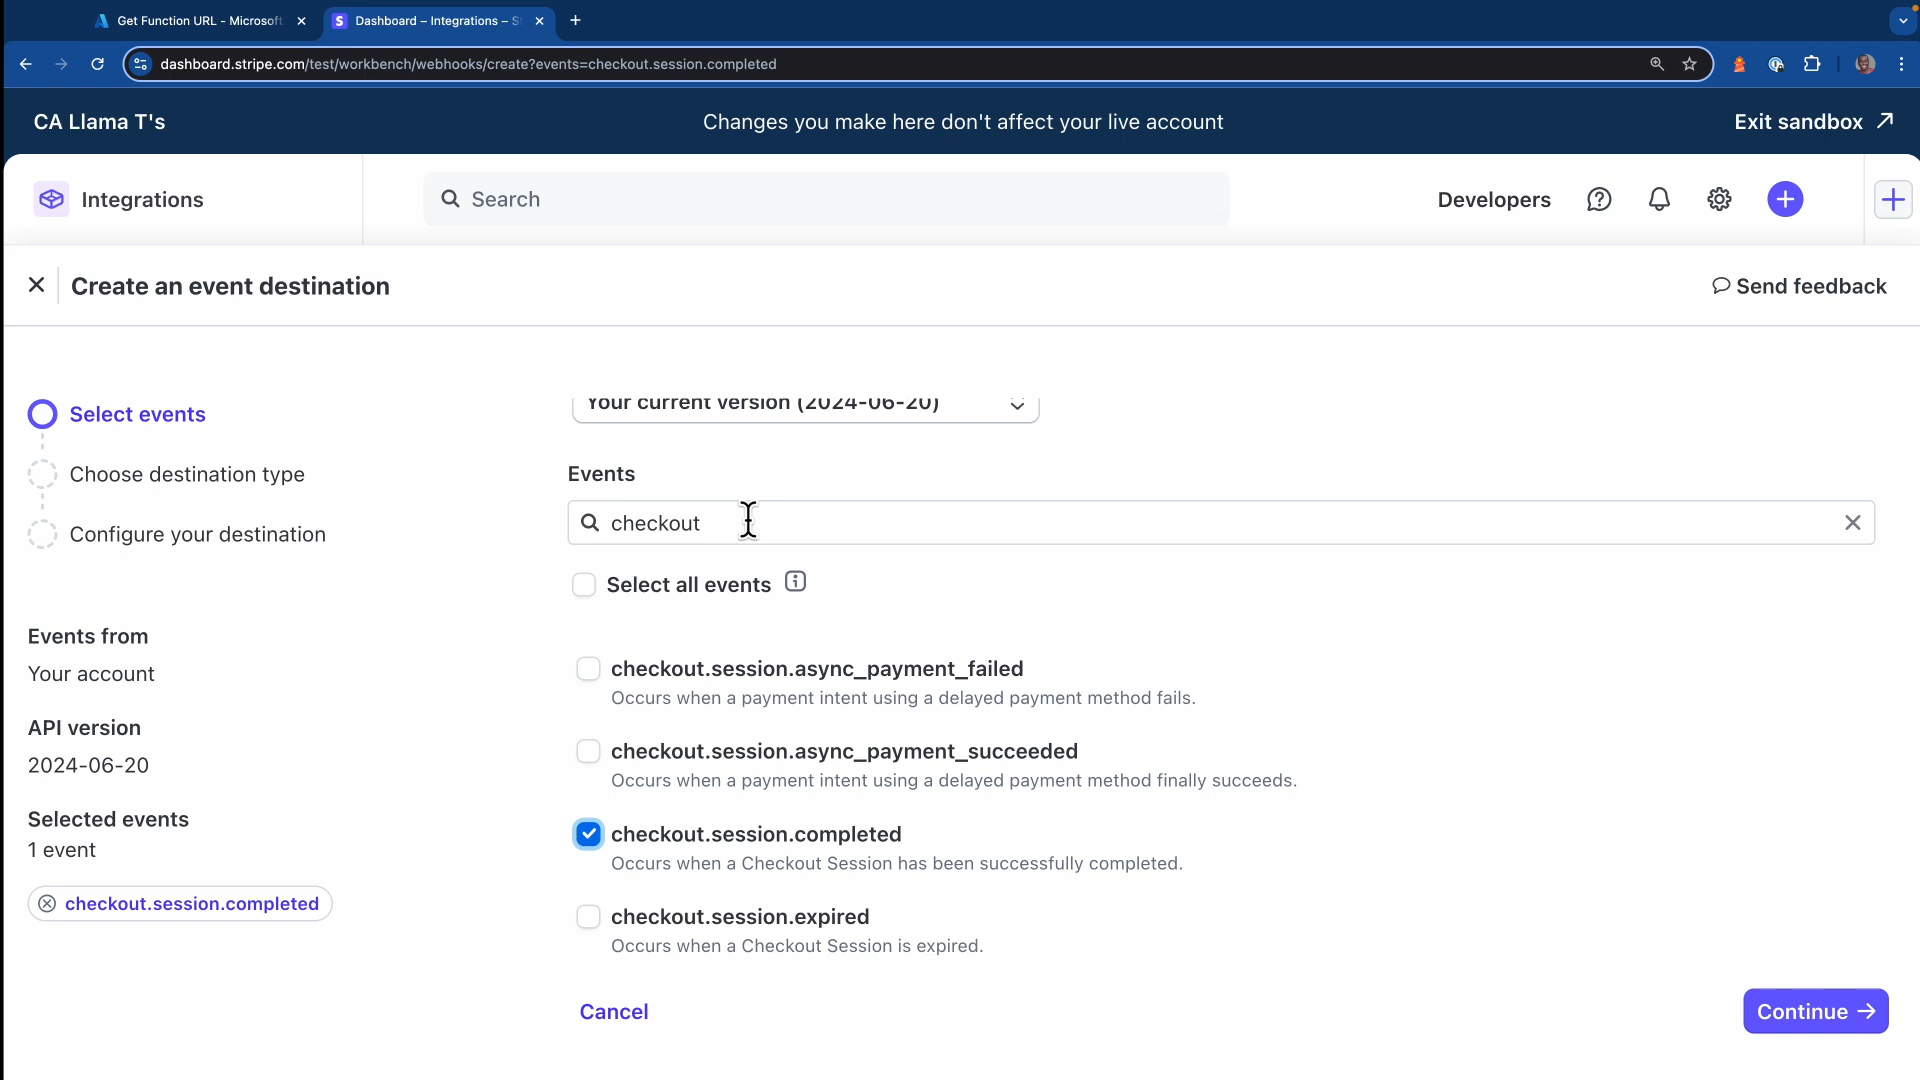 Get Function URL - Microsoft
Dashboard – Integrations – S
dashboard.stripe.com/test/workbench/webhooks/create?events=checkout.session.completed
CA Llama T's
Changes you make here don't affect your live account
Exit sandbox
Integrations
Search
Developers
Create an event destination
Send feedback
Select events
Choose destination type
Configure your destination
Events from
Your account
API version
2024-06-20
Selected events
1 event
checkout.session.completed
Your current version (2024-06-20)
Events
checkout
Select all events
checkout.session.async_payment_failed
Occurs when a payment intent using a delayed payment method fails.
checkout.session.async_payment_succeeded
Occurs when a payment intent using a delayed payment method finally succeeds.
checkout.session.completed
Occurs when a Checkout Session has been successfully completed.
checkout.session.expired
Occurs when a Checkout Session is expired.
Cancel
Continue